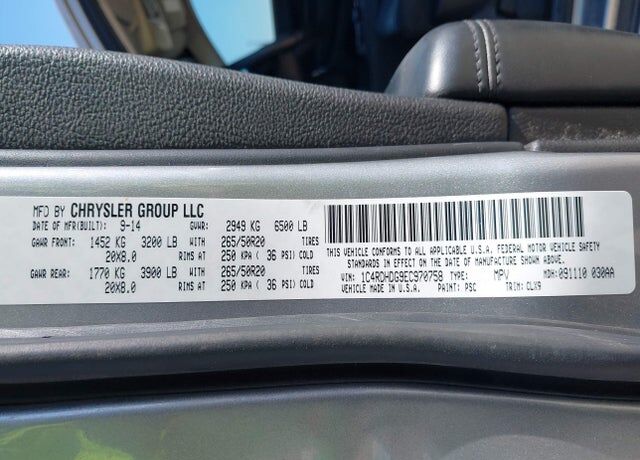 MFD BY CHRYSLER GROUP LLC
DATE OF MFR(BUILT): 9-14 GVWR: 2949 KG 6500 LB
GAWR FRONT: 1452 KG 3200 LB WITH 265/50R20 TIRES
20X8.0 RIMS AT 250 KPA ( 36 PSI) COLD
GAWR REAR: 1770 KG 3900 LB WITH 265/50R20 TIRES
20X8.0 RIMS AT 250 KPA ( 36 PSI) COLD
THIS VEHICLE CONFORMS TO ALL APPLICABLE U.S.A. FEDERAL MOTOR VEHICLE SAFETY
STANDARDS IN EFFECT ON THE DATE OF MANUFACTURE SHOWN ABOVE.
VIN: 1C4RDHDG9EC970758 TYPE: MPV MDH: 091110 030AA
VEHICLE MADE IN U.S.A. PAINT: PSC TRIM: CLX9